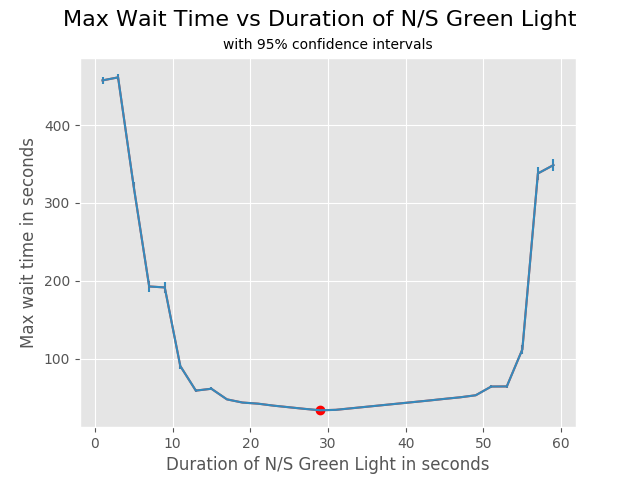 Max Wait Time vs Duration of N/S Green Light
with 95% confidence intervals
Max wait time in seconds
400
300
200
100
0 10 20 30 40 50 60
Duration of N/S Green Light in seconds